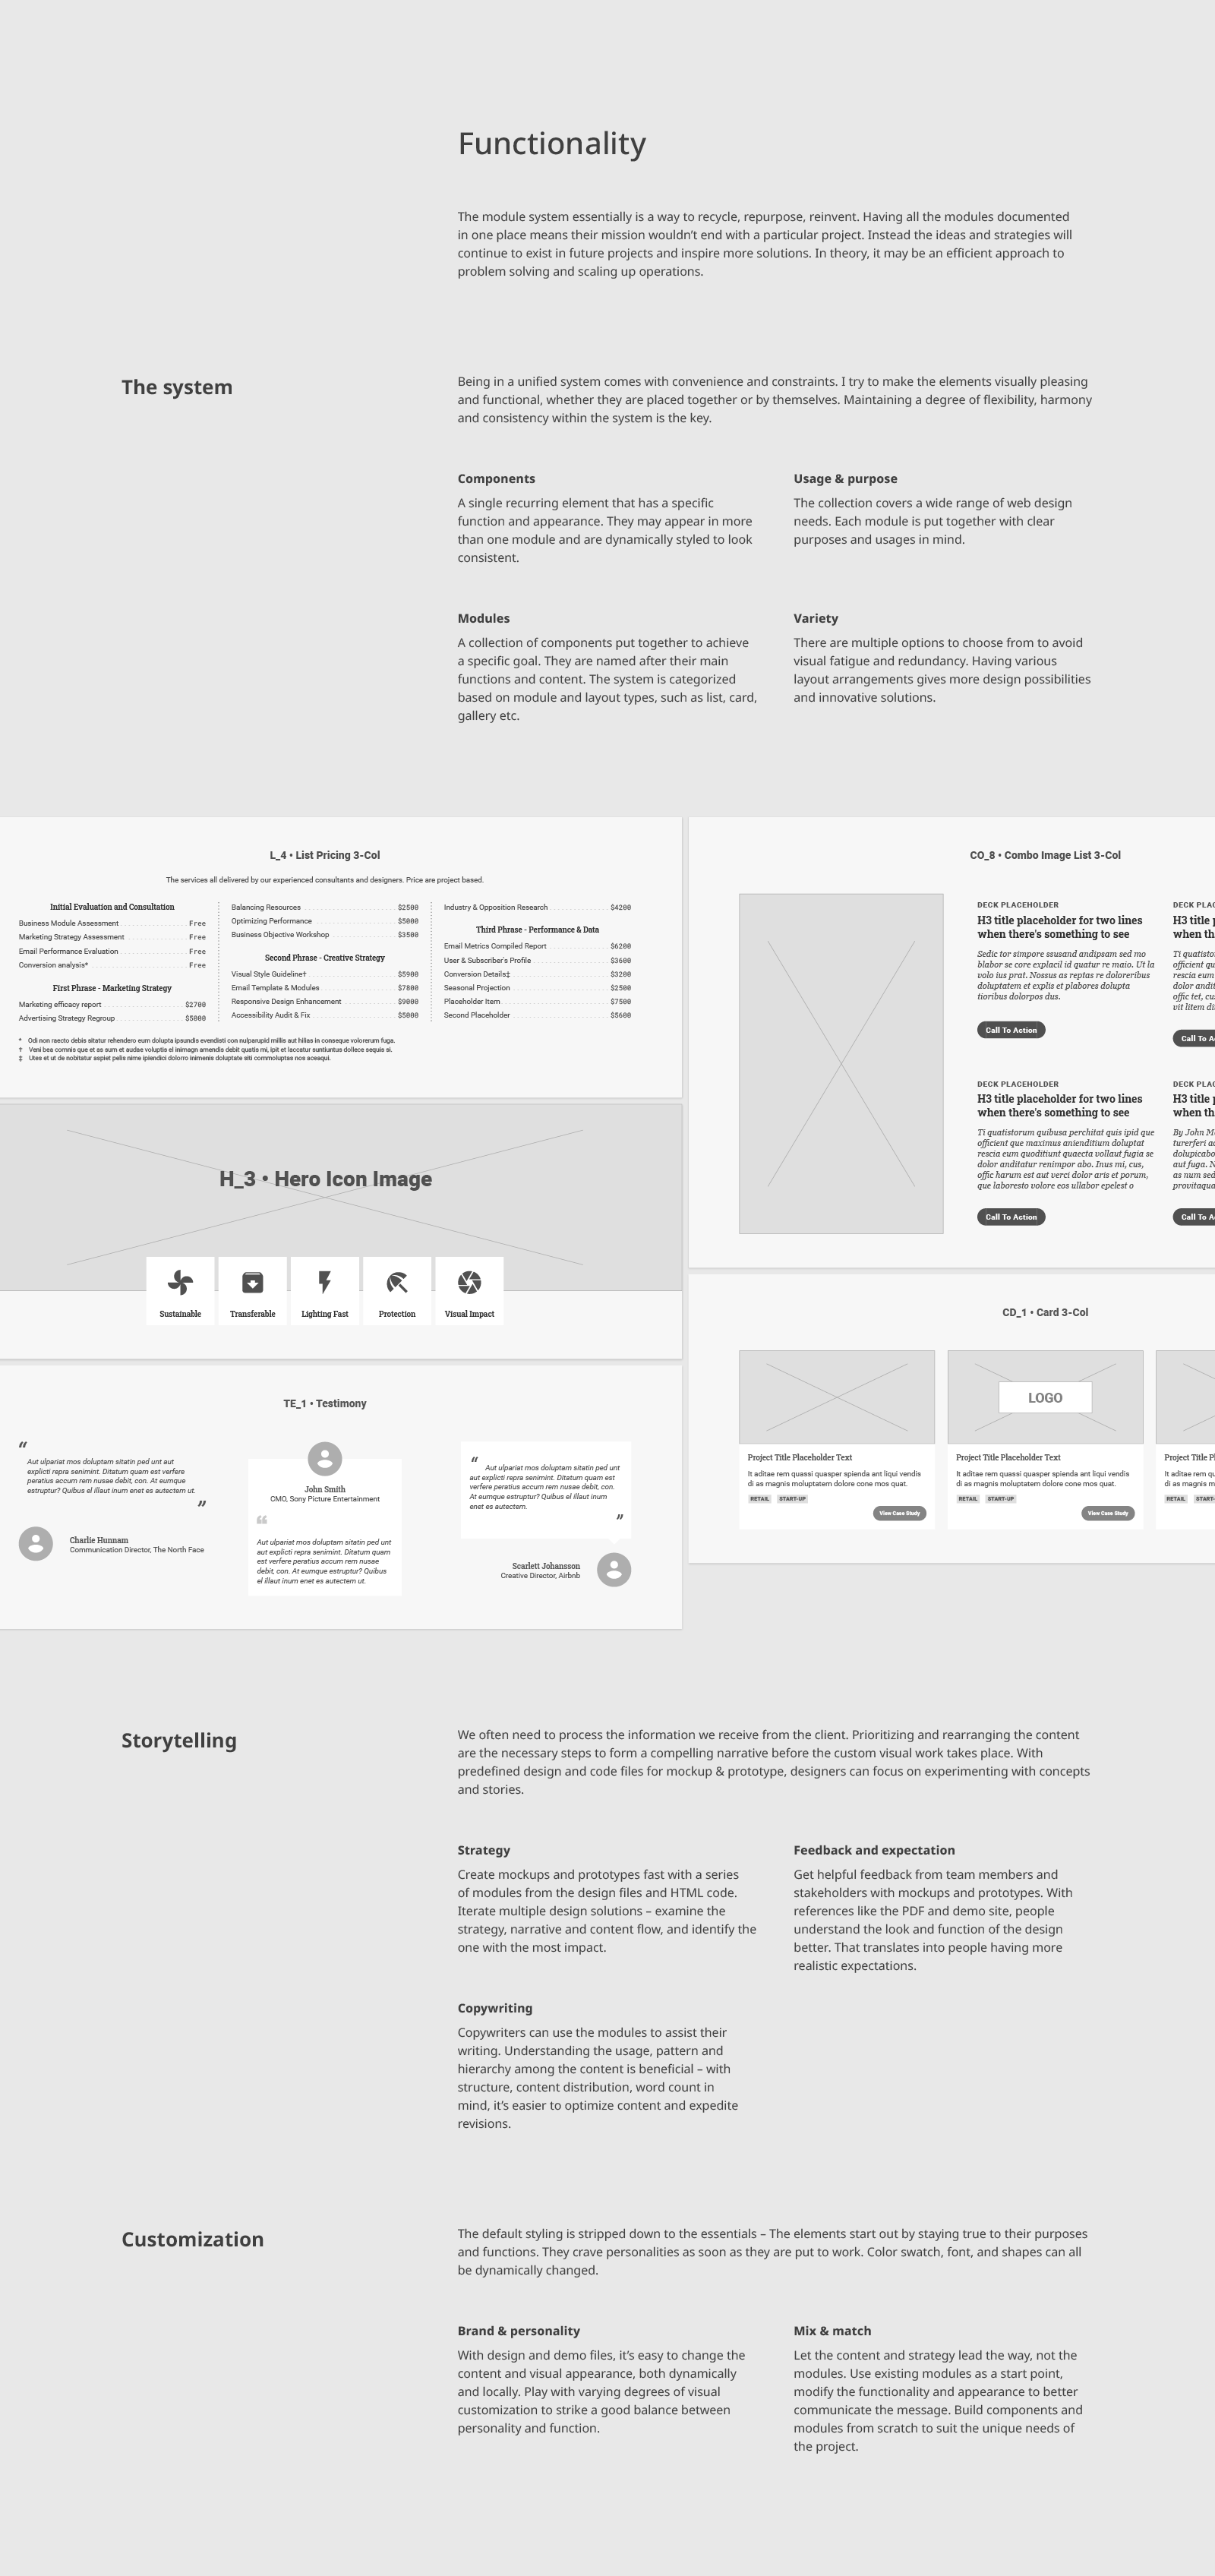 Functionality
The module system essentially is a way to recycle, repurpose, reinvent. Having all the modules documented
in one place means their mission wouldn’t end with a particular project. Instead the ideas and strategies will
continue to exist in future projects and inspire more solutions. In theory, it may be an efficient approach to
problem solving and scaling up operations.
The system
Being in a unified system comes with convenience and constraints. I try to make the elements visually pleasing
and functional, whether they are placed together or by themselves. Maintaining a degree of flexibility, harmony
and consistency within the system is the key.
Components
A single recurring element that has a specific
function and appearance. They may appear in more
than one module and are dynamically styled to look
consistent.
Usage & purpose
The collection covers a wide range of web design
needs. Each module is put together with clear
purposes and usages in mind.
Modules
A collection of components put together to achieve
a specific goal. They are named after their main
functions and content. The system is categorized
based on module and layout types, such as list, card,
gallery etc.
Variety
There are multiple options to choose from to avoid
visual fatigue and redundancy. Having various
layout arrangements gives more design possibilities
and innovative solutions.
L_4 • List Pricing 3-Col
The services all delivered by our experienced consultants and designers. Price are project based.
Initial Evaluation and Consultation
Business Module Assessment Free
Marketing Strategy Assessment Free
Email Performance Evaluation Free
Conversion analysis* Free
First Phrase - Marketing Strategy
Marketing efficacy report $2700
Advertising Strategy Regroup $5000
Balancing Resources $2500
Optimizing Performance $5000
Business Objective Workshop $3500
Second Phrase - Creative Strategy
Visual Style Guideline† $5900
Email Template & Modules $7800
Responsive Design Enhancement $9000
Accessibility Audit & Fix $5000
Industry & Opposition Research $4200
Third Phrase - Performance & Data
Email Metrics Compiled Report $6200
User & Subscriber's Profile $3600
Conversion Details‡ $3200
Seasonal Projection $2500
Placeholder Item $7500
Second Placeholder $5600
* Odi non raecto debis sitatur rehendero eum dolupta ipsundis evendisti con nulparupid millis aut hilias in conseque volorerum fuga.
† Veni bea comnis que et as sum et audae voluptis el inimagn amendis debit quatis mi, ipit et laccatur suntiuntus dollece sequis si.
‡ Utes et ut de nobitatur aspiet pelis nime ipiendici dolorro inimenis doluptate siti commoluptas nos aceaqui.
H_3 • Hero Icon Image
Sustainable
Transferable
Lighting Fast
Protection
Visual Impact
TE_1 • Testimony
“
Aut ulpariat mos doluptam sitatin ped unt aut
explicti repra senimint. Ditatum quam est verfere
peratius accum rem nusae debit, con. At eumque
estruptur? Quibus el illaut inum enet es autectem ut.
”
Charlie Hunnam
Communication Director, The North Face
John Smith
CMO, Sony Picture Entertainment
“
Aut ulpariat mos doluptam sitatin ped unt
aut explicti repra senimint. Ditatum quam
est verfere peratius accum rem nusae
debit, con. At eumque estruptur? Quibus
el illaut inum enet es autectem ut.
“
Aut ulpariat mos doluptam sitatin ped unt
aut explicti repra senimint. Ditatum quam est
verfere peratius accum rem nusae debit, con.
At eumque estruptur? Quibus el illaut inum
enet es autectem.
”
Scarlett Johansson
Creative Director, Airbnb
CO_8 • Combo Image List 3-Col
DECK PLACEHOLDER
H3 title placeholder for two lines
when there's something to see
Sedic tor simpore ssusand andipsam sed mo
blabor se core explacil id quatur re maio. Ut la
volo ius prat. Nossus as reptas re doloreribus
doluptatem et explis et plabores dolupta
tioribus dolorpos dus.
Call To Action
DECK PLAC
H3 title p
when th
Ti quatisto
officient qu
rescia eum
dolor andit
offic tet, cus
vit litem di
Call To A
DECK PLACEHOLDER
H3 title placeholder for two lines
when there's something to see
Ti quatistorum quibusa perchitat quis ipid que
officient que maximus anienditium doluptat
rescia eum quoditiunt quaecta vollaut fugia se
dolor anditatur renimpor abo. Inus mi, cus,
offic harum est aut verci dolor aris et porum,
que laboresto volore eos ullabor epelest o
Call To Action
DECK PLAC
H3 title p
when th
By John M
turerferi ac
dolupicabo
aut fuga. N
as num sed
provitaqua
Call To A
CD_1 • Card 3-Col
Project Title Placeholder Text
It aditae rem quassi quasper spienda ant liqui vendis
di as magnis moluptatem dolore cone mos quat.
RETAIL START-UP
View Case Study
LOGO
Project Title Placeholder Text
It aditae rem quassi quasper spienda ant liqui vendis
di as magnis moluptatem dolore cone mos quat.
RETAIL START-UP
View Case Study
Project Title Pl
It aditae rem qu
di as magnis m
RETAIL START-
Storytelling
We often need to process the information we receive from the client. Prioritizing and rearranging the content
are the necessary steps to form a compelling narrative before the custom visual work takes place. With
predefined design and code files for mockup & prototype, designers can focus on experimenting with concepts
and stories.
Strategy
Create mockups and prototypes fast with a series
of modules from the design files and HTML code.
Iterate multiple design solutions – examine the
strategy, narrative and content flow, and identify the
one with the most impact.
Feedback and expectation
Get helpful feedback from team members and
stakeholders with mockups and prototypes. With
references like the PDF and demo site, people
understand the look and function of the design
better. That translates into people having more
realistic expectations.
Copywriting
Copywriters can use the modules to assist their
writing. Understanding the usage, pattern and
hierarchy among the content is beneficial – with
structure, content distribution, word count in
mind, it’s easier to optimize content and expedite
revisions.
Customization
The default styling is stripped down to the essentials – The elements start out by staying true to their purposes
and functions. They crave personalities as soon as they are put to work. Color swatch, font, and shapes can all
be dynamically changed.
Brand & personality
With design and demo files, it’s easy to change the
content and visual appearance, both dynamically
and locally. Play with varying degrees of visual
customization to strike a good balance between
personality and function.
Mix & match
Let the content and strategy lead the way, not the
modules. Use existing modules as a start point,
modify the functionality and appearance to better
communicate the message. Build components and
modules from scratch to suit the unique needs of
the project.